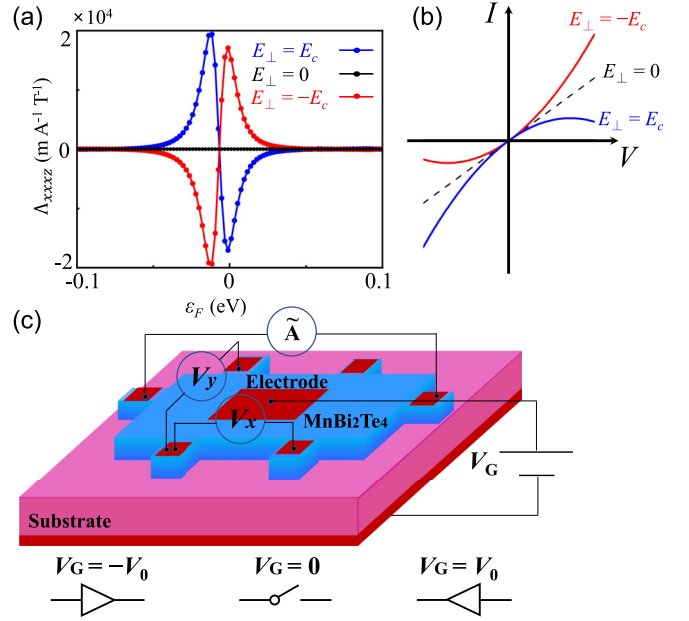 (a)
2 ×10⁴
E⊥ = Ec
E⊥ = 0
E⊥ = −Ec
Λxxxz (m A⁻¹ T⁻¹)
0
-2
-0.1
0
0.1
εF (eV)
(b)
I
E⊥ = −Ec
E⊥ = 0
E⊥ = Ec
V
(c)
Ã
Vy
Electrode
Vx
MnBi₂Te₄
VG
Substrate
VG = −V0
VG = 0
VG = V0